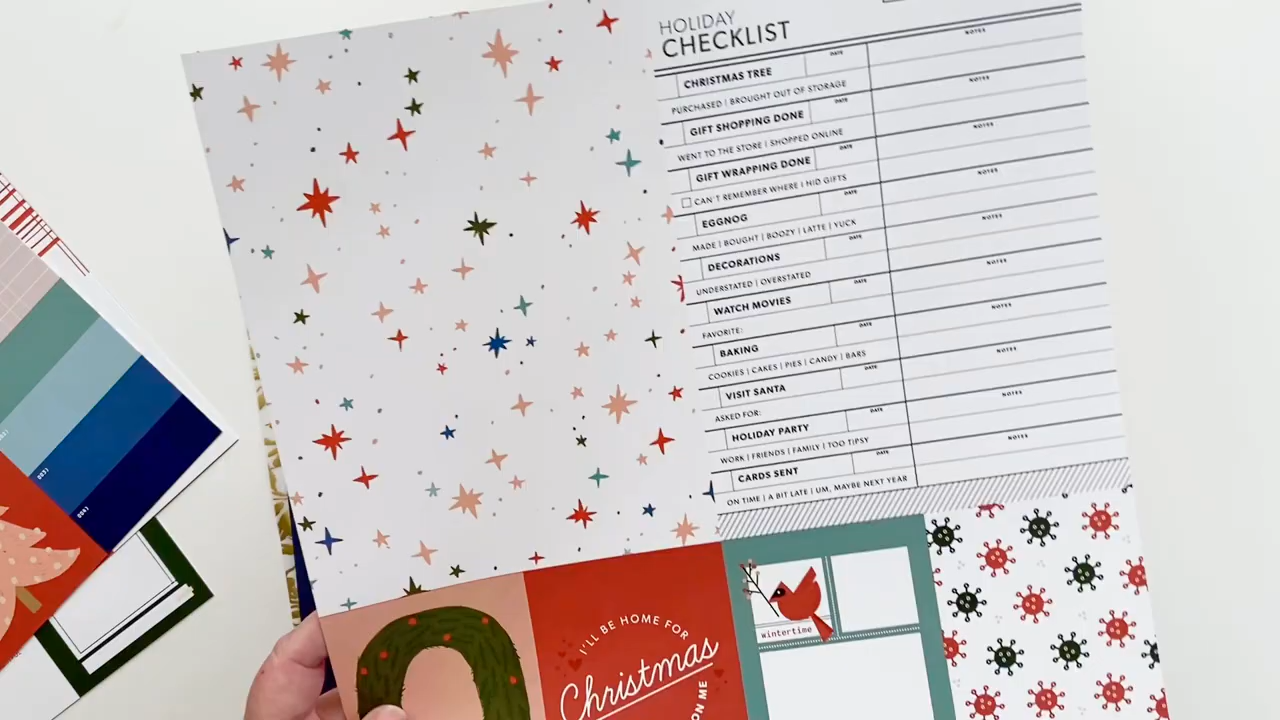 HOLIDAY
CHECKLIST
NOTES
DATE
CHRISTMAS TREE
PURCHASED | BROUGHT OUT OF STORAGE
NOTES
DATE
GIFT SHOPPING DONE
WENT TO THE STORE | SHOPPED ONLINE
NOTES
DATE
GIFT WRAPPING DONE
CAN'T REMEMBER WHERE I HID GIFTS
NOTES
DATE
EGGNOG
MADE | BOUGHT | BOOZY | LATTE | YUCK
NOTES
DATE
DECORATIONS
UNDERSTATED | OVERSTATED
NOTES
DATE
WATCH MOVIES
FAVORITE:
NOTES
DATE
BAKING
COOKIES | CAKES | PIES | CANDY | BARS
NOTES
DATE
VISIT SANTA
ASKED FOR:
NOTES
DATE
HOLIDAY PARTY
WORK | FRIENDS | FAMILY | TOO TIPSY
NOTES
DATE
CARDS SENT
ON TIME | A BIT LATE | UM, MAYBE NEXT YEAR
I'LL BE HOME FOR
Christmas
ON ME
wintertime